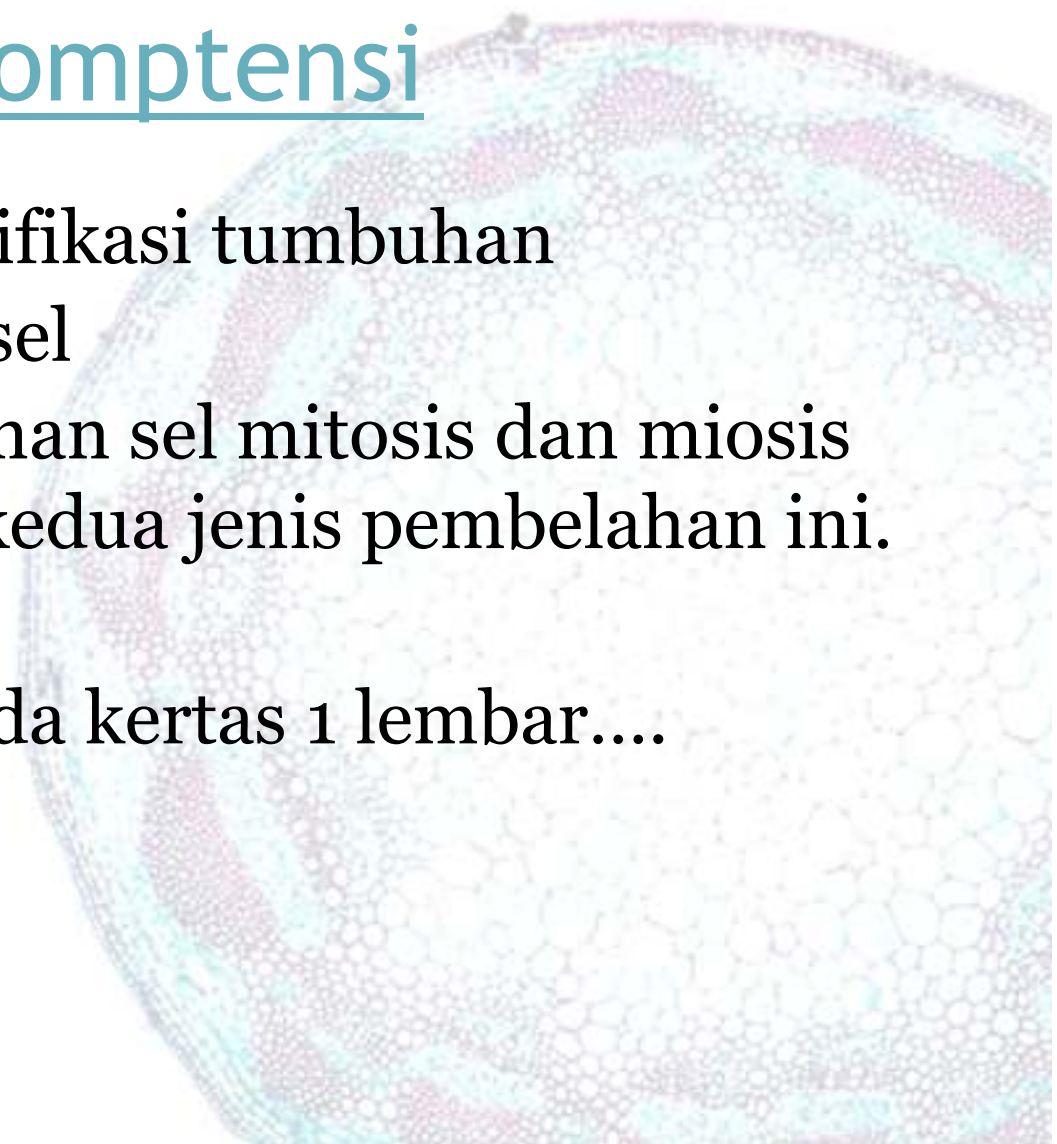 omptensi
ifikasi tumbuhan
sel
han sel mitosis dan miosis
kedua jenis pembelahan ini.
da kertas 1 lembar....